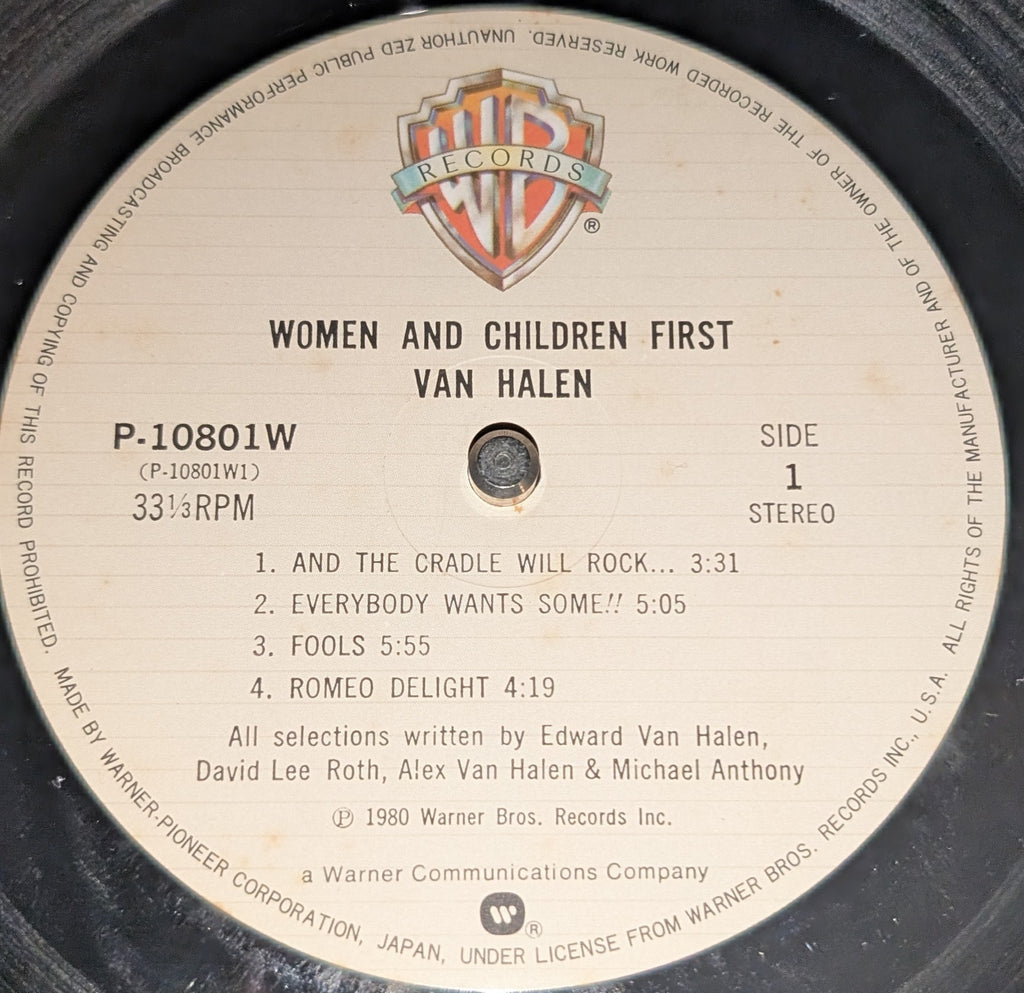 WB
RECORDS
®
WOMEN AND CHILDREN FIRST
VAN HALEN
P-10801W
(P-10801W1)
33⅓RPM
SIDE
1
STEREO
1. AND THE CRADLE WILL ROCK... 3:31
2. EVERYBODY WANTS SOME!! 5:05
3. FOOLS 5:55
4. ROMEO DELIGHT 4:19
All selections written by Edward Van Halen,
David Lee Roth, Alex Van Halen & Michael Anthony
℗ 1980 Warner Bros. Records Inc.
a Warner Communications Company
W®
MADE BY WARNER-PIONEER CORPORATION, JAPAN, UNDER LICENSE FROM WARNER BROS. RECORDS INC., U.S.A. ALL RIGHTS OF THE MANUFACTURER AND OF THE OWNER OF THE RECORDED WORK RESERVED. UNAUTHOR ZED PUBLIC PERFORMANCE BROADCASTING AND COPYING OF THIS RECORD PROHIBITED.